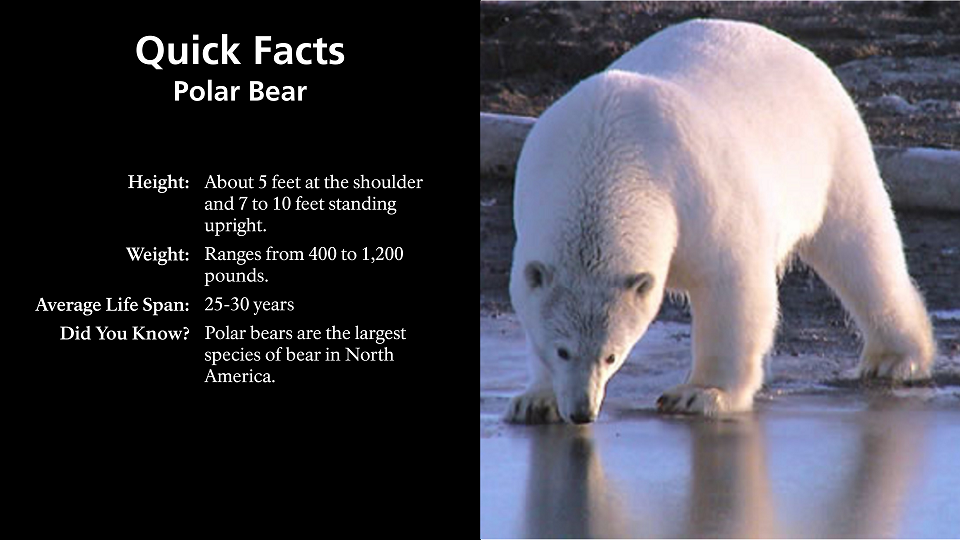 Quick Facts
Polar Bear
Height: About 5 feet at the shoulder
and 7 to 10 feet standing
upright.
Weight: Ranges from 400 to 1,200
pounds.
Average Life Span: 25-30 years
Did You Know? Polar bears are the largest
species of bear in North
America.